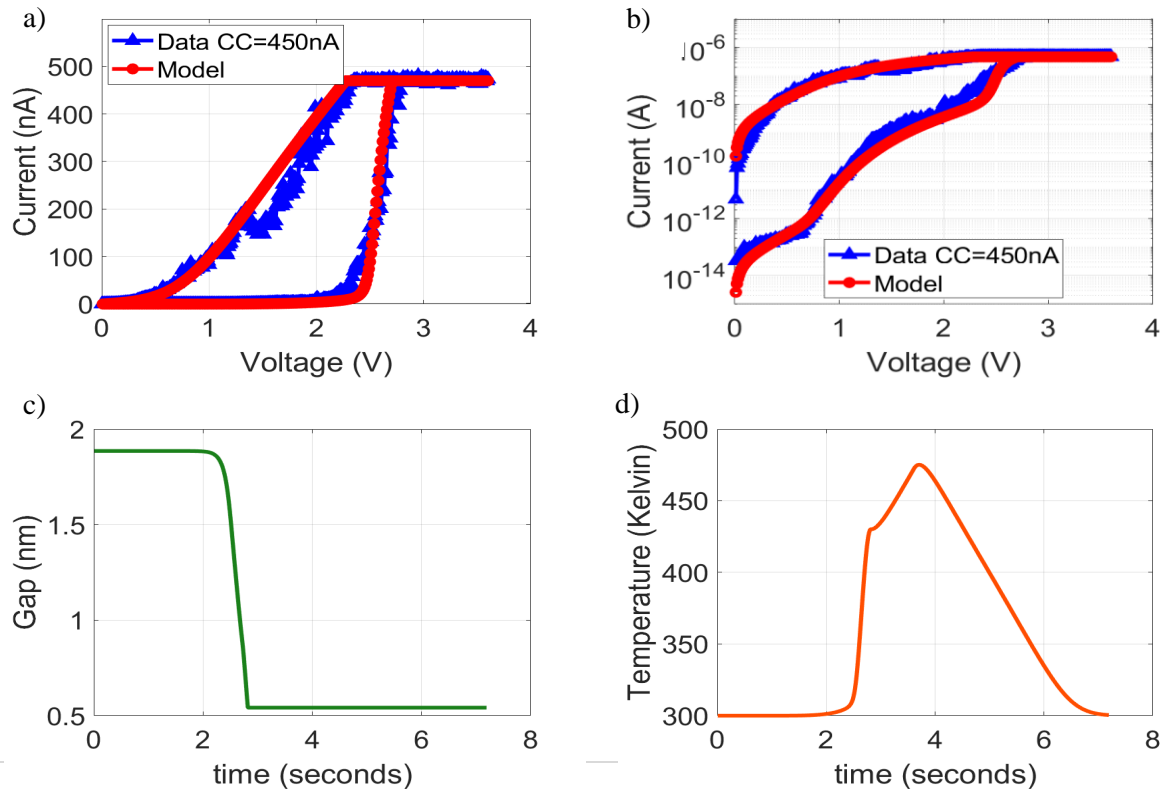 a)
Data CC=450nA
Model
500
400
300
200
100
0
0 1 2 3 4
Current (nA)
Voltage (V)
b)
10-6
10-8
10-10
10-12
10-14
0 1 2 3 4
Current (A)
Voltage (V)
Data CC=450nA
Model
c)
2
1.5
1
0.5
0 2 4 6 8
Gap (nm)
time (seconds)
d)
500
450
400
350
300
0 2 4 6 8
Temperature (Kelvin)
time (seconds)